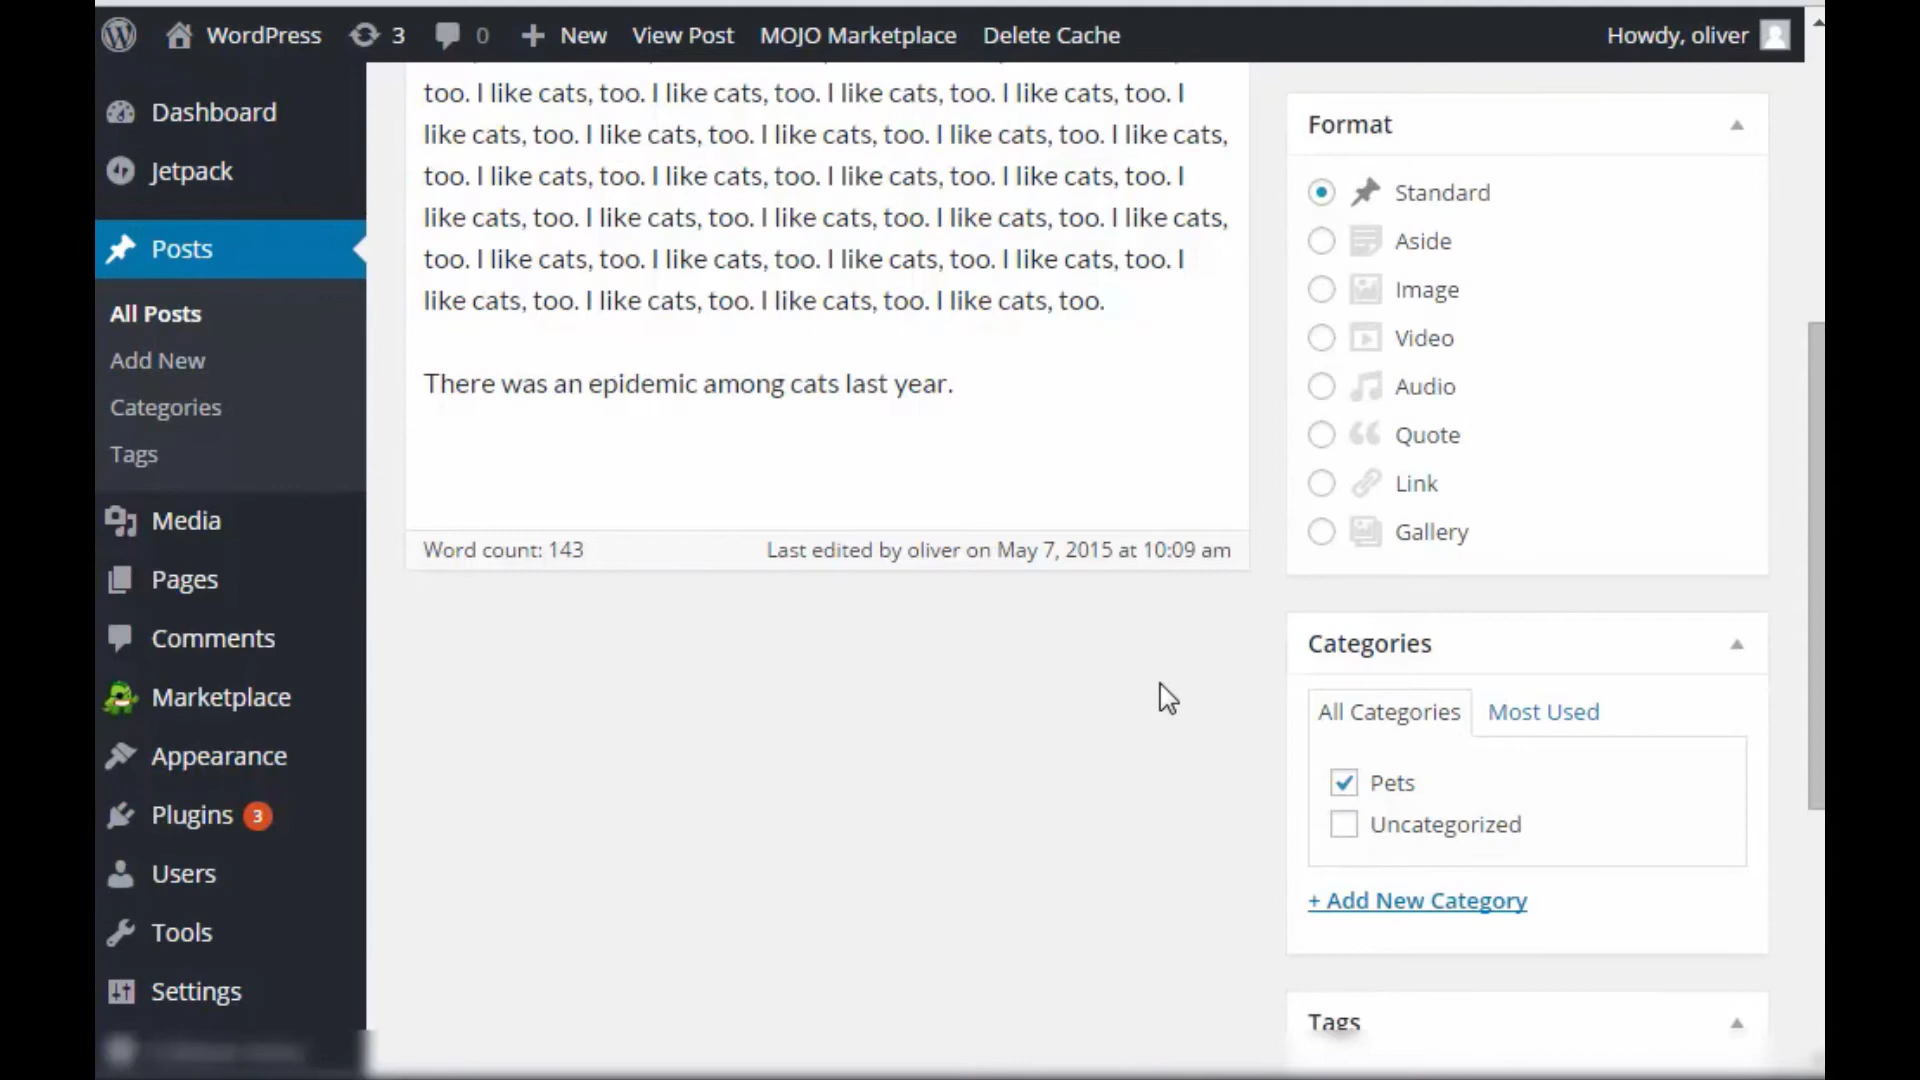 WordPress 3 0 New View Post MOJO Marketplace Delete Cache Howdy, oliver
Dashboard
Jetpack
Posts
All Posts
Add New
Categories
Tags
Media
Pages
Comments
Marketplace
Appearance
Plugins 3
Users
Tools
Settings
too. I like cats, too. I like cats, too. I like cats, too. I like cats, too. I
like cats, too. I like cats, too. I like cats, too. I like cats, too. I like cats,
too. I like cats, too. I like cats, too. I like cats, too. I like cats, too. I
like cats, too. I like cats, too. I like cats, too. I like cats, too. I like cats,
too. I like cats, too. I like cats, too. I like cats, too. I like cats, too. I
like cats, too. I like cats, too. I like cats, too. I like cats, too.
There was an epidemic among cats last year.
Word count: 143 Last edited by oliver on May 7, 2015 at 10:09 am
Format
Standard
Aside
Image
Video
Audio
Quote
Link
Gallery
Categories
All Categories Most Used
Pets
Uncategorized
+ Add New Category
Tags